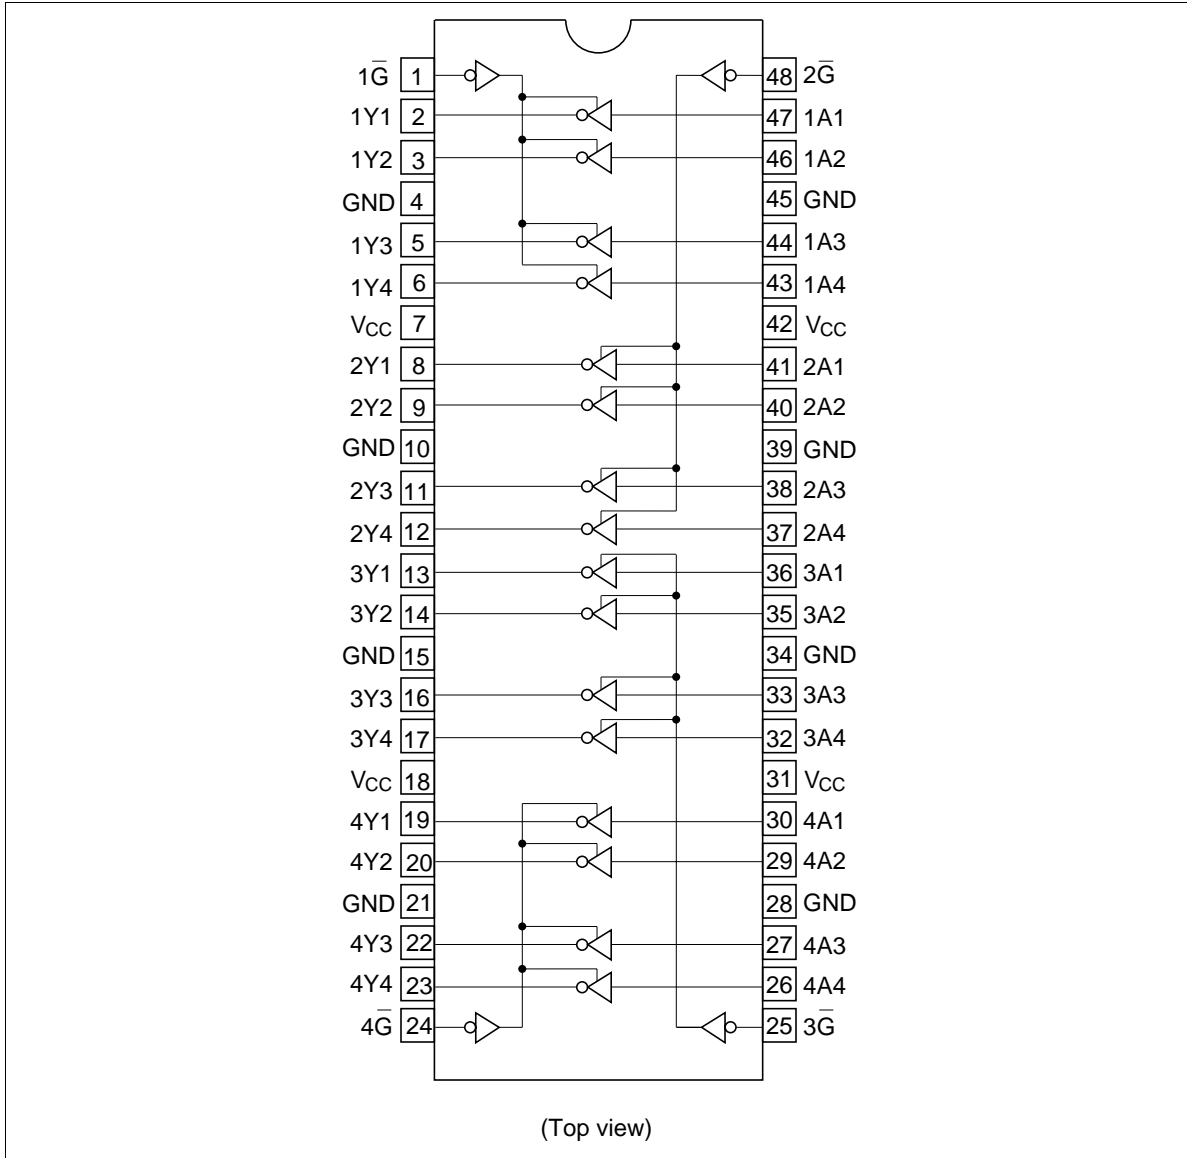 1G̅ 1 48 2G̅
1Y1 2 47 1A1
1Y2 3 46 1A2
GND 4 45 GND
1Y3 5 44 1A3
1Y4 6 43 1A4
VCC 7 42 VCC
2Y1 8 41 2A1
2Y2 9 40 2A2
GND 10 39 GND
2Y3 11 38 2A3
2Y4 12 37 2A4
3Y1 13 36 3A1
3Y2 14 35 3A2
GND 15 34 GND
3Y3 16 33 3A3
3Y4 17 32 3A4
VCC 18 31 VCC
4Y1 19 30 4A1
4Y2 20 29 4A2
GND 21 28 GND
4Y3 22 27 4A3
4Y4 23 26 4A4
4G̅ 24 25 3G̅
(Top view)